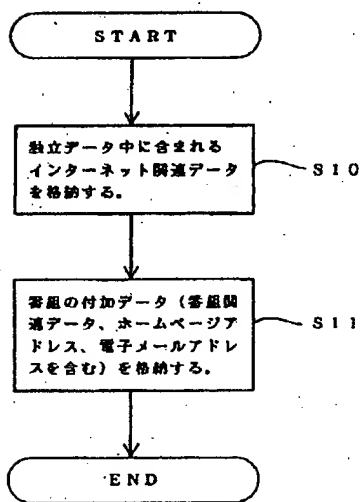 START
独立データ中に含まれる
インターネット関連データ
を格納する。
S10
番組の付加データ（番組関
連データ、ホームページア
ドレス、電子メールアドレ
スを含む）を格納する。
S11
END